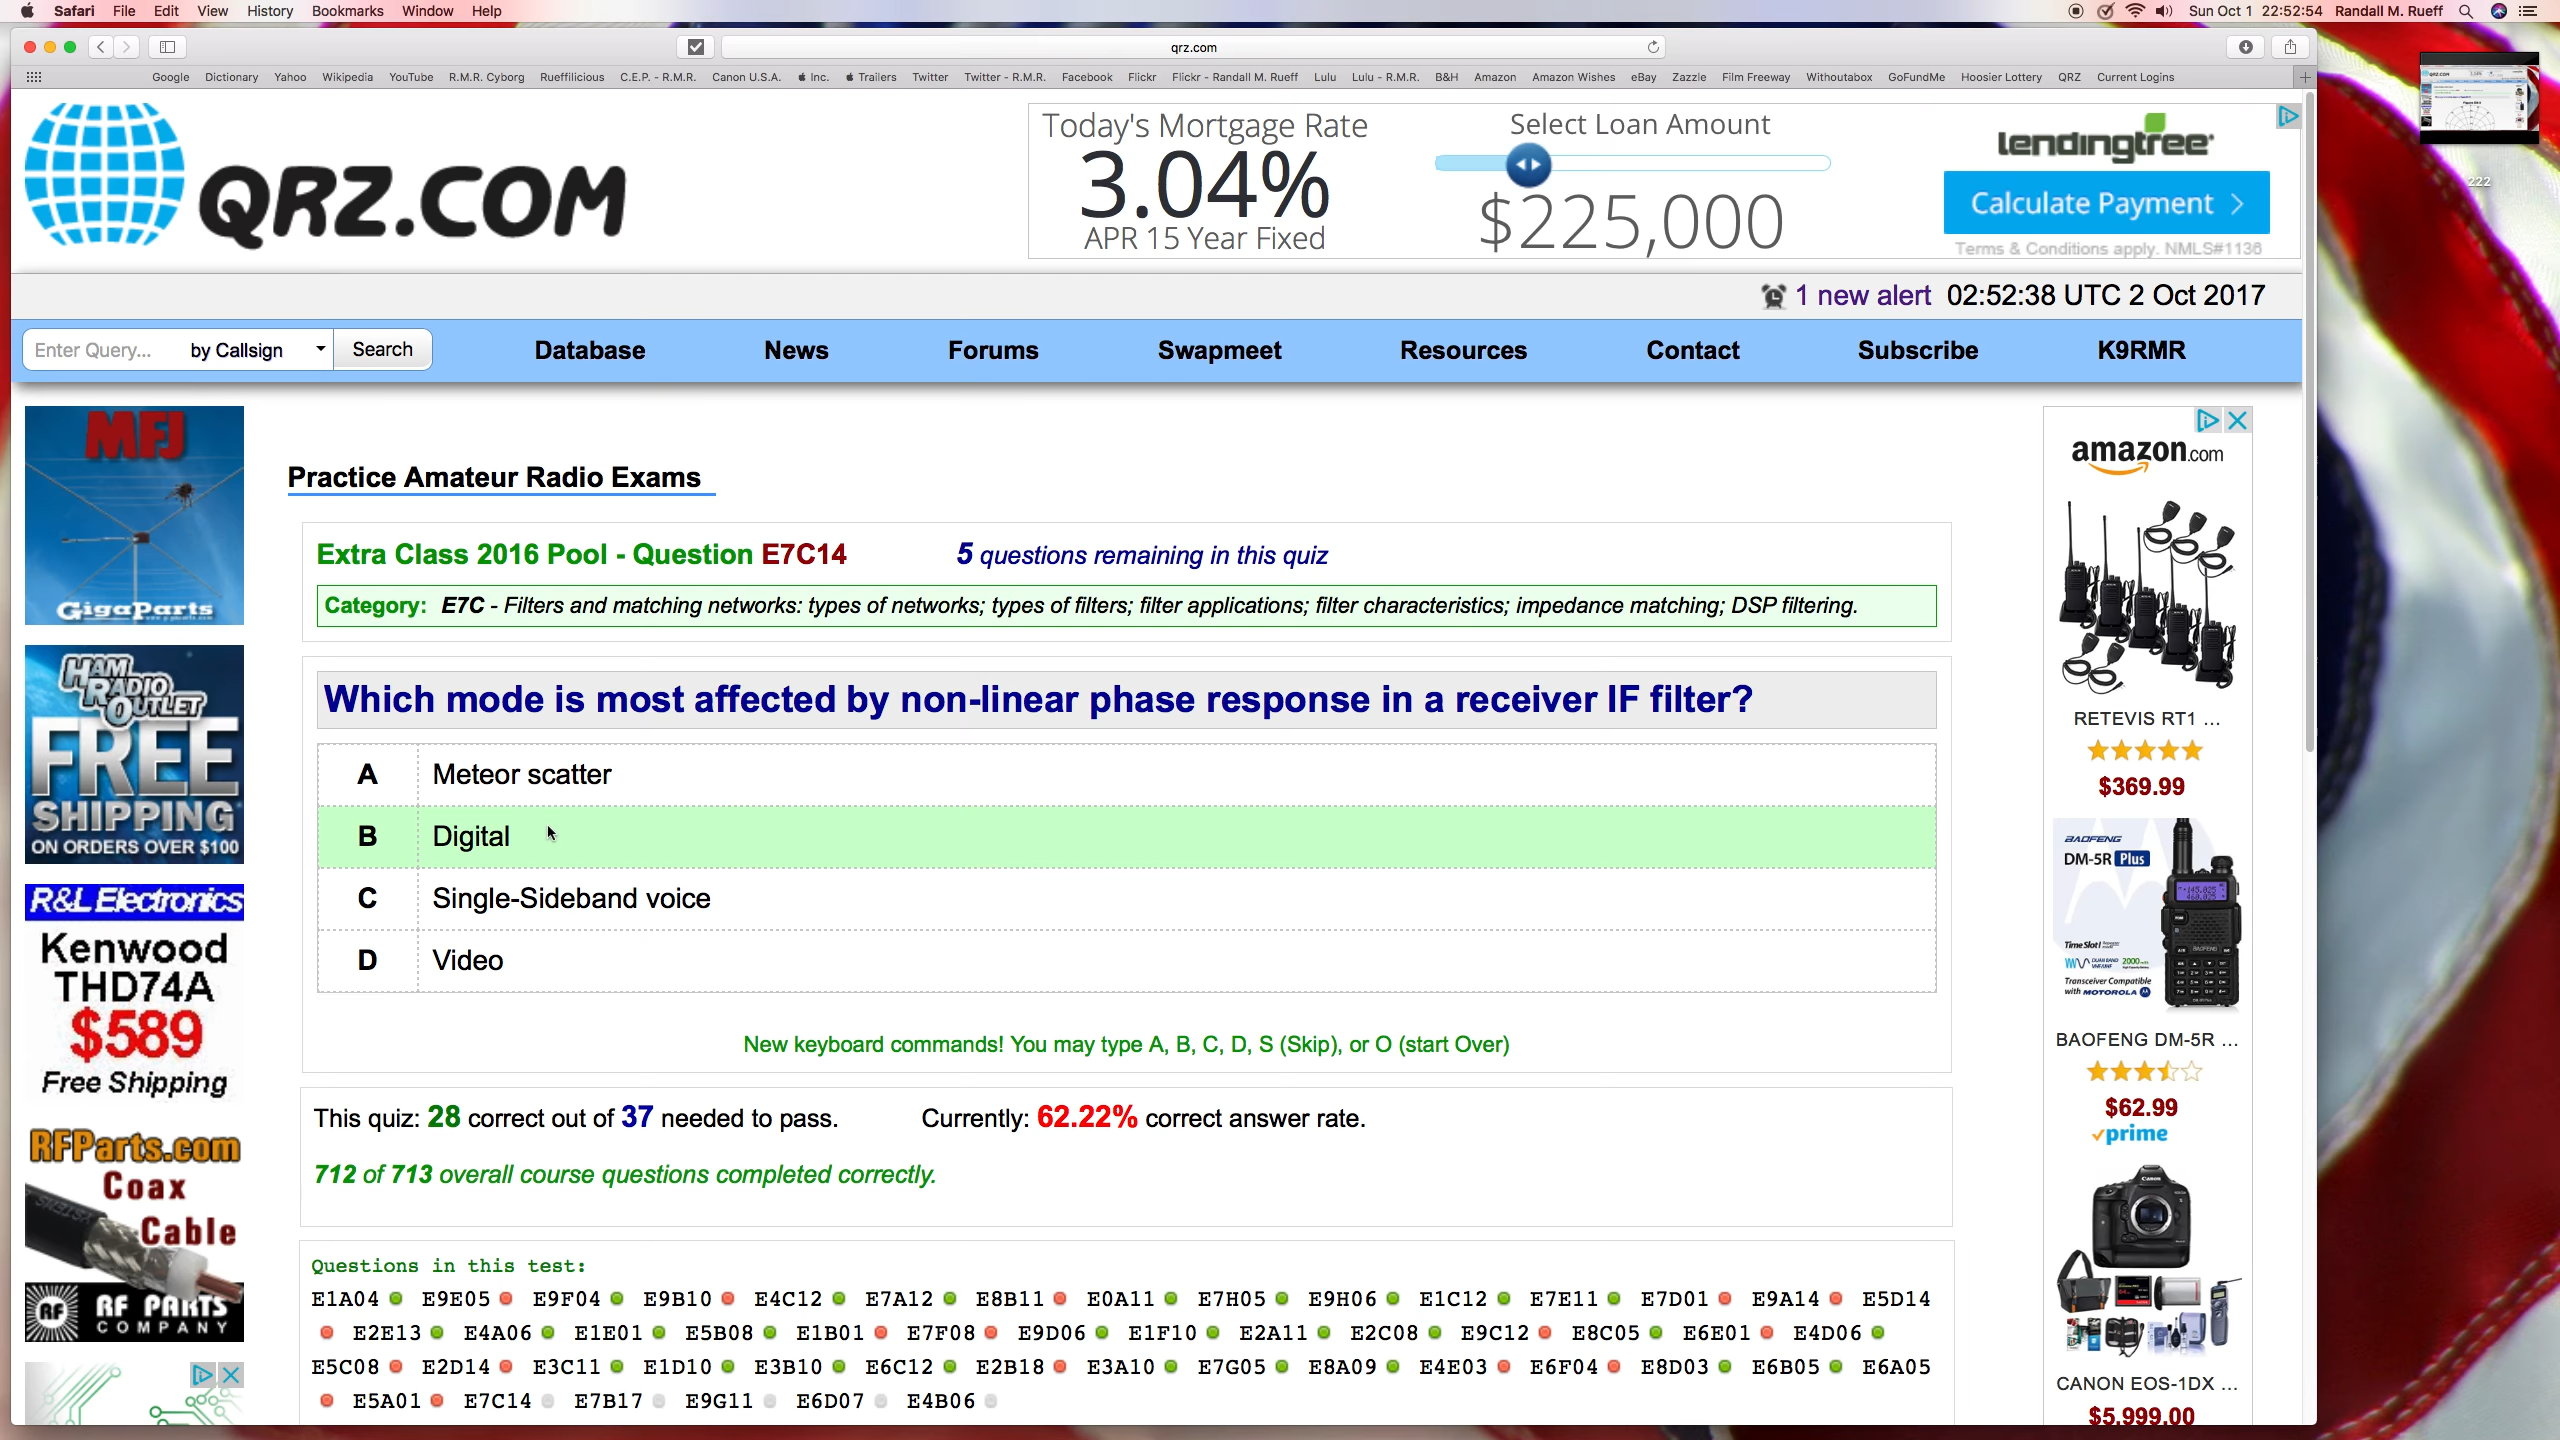 Safari File Edit View History Bookmarks Window Help
Sun Oct 1 22:52:54 Randall M. Rueff
qrz.com
Google Dictionary Yahoo Wikipedia YouTube R.M.R. Cyborg Rueffilicious C.E.P. - R.M.R. Canon U.S.A. Inc. Trailers Twitter Twitter - R.M.R. Facebook Flickr Flickr - Randall M. Rueff Lulu Lulu - R.M.R. B&H Amazon Amazon Wishes eBay Zazzle Film Freeway Withoutabox GoFundMe Hoosier Lottery QRZ Current Logins
222
QRZ.COM
Today's Mortgage Rate
3.04%
APR 15 Year Fixed
Select Loan Amount
$225,000
lendingtree
Calculate Payment >
Terms & Conditions apply. NMLS#1136
1 new alert 02:52:38 UTC 2 Oct 2017
Enter Query... by Callsign Search Database News Forums Swapmeet Resources Contact Subscribe K9RMR
MFJ
GigaParts
HAM RADIO OUTLET
FREE
SHIPPING
ON ORDERS OVER $100
R&L Electronics
Kenwood
THD74A
$589
Free Shipping
RFParts.com
Coax
Cable
RF RF PARTS
COMPANY
Practice Amateur Radio Exams
Extra Class 2016 Pool - Question E7C14 5 questions remaining in this quiz
Category: E7C - Filters and matching networks: types of networks; types of filters; filter applications; filter characteristics; impedance matching; DSP filtering.
Which mode is most affected by non-linear phase response in a receiver IF filter?
A Meteor scatter
B Digital
C Single-Sideband voice
D Video
New keyboard commands! You may type A, B, C, D, S (Skip), or O (start Over)
This quiz: 28 correct out of 37 needed to pass. Currently: 62.22% correct answer rate.
712 of 713 overall course questions completed correctly.
Questions in this test:
E1A04 E9E05 E9F04 E9B10 E4C12 E7A12 E8B11 E0A11 E7H05 E9H06 E1C12 E7E11 E7D01 E9A14 E5D14
E2E13 E4A06 E1E01 E5B08 E1B01 E7F08 E9D06 E1F10 E2A11 E2C08 E9C12 E8C05 E6E01 E4D06
E5C08 E2D14 E3C11 E1D10 E3B10 E6C12 E2B18 E3A10 E7G05 E8A09 E4E03 E6F04 E8D03 E6B05 E6A05
E5A01 E7C14 E7B17 E9G11 E6D07 E4B06
amazon.com
RETEVIS RT1 ...
$369.99
BAOFENG
DM-5R Plus
Time Slot!
2000
Transceiver Compatible
with MOTOROLA
BAOFENG DM-5R ...
$62.99
prime
Canon
CANON EOS-1DX ...
$5,999.00